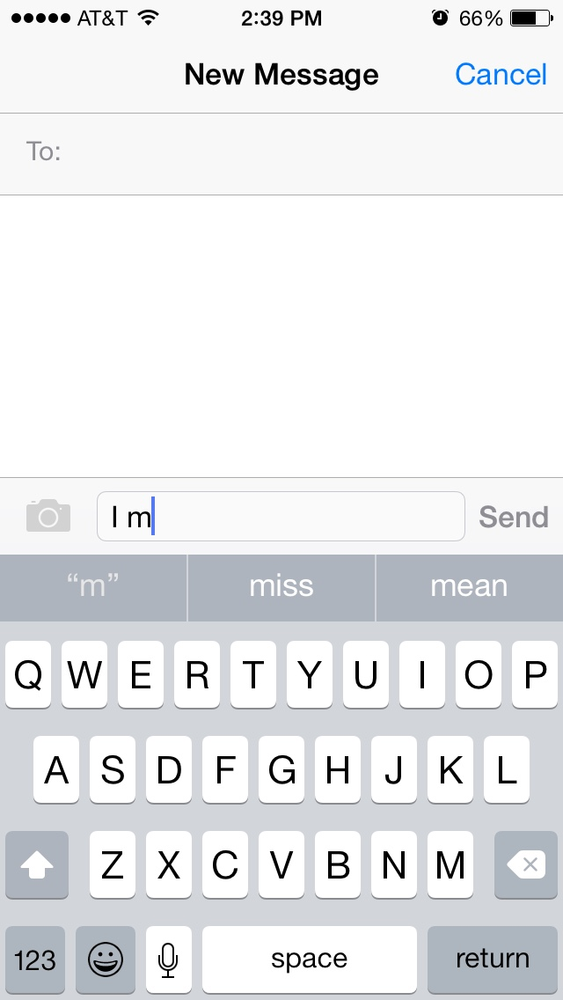 AT&T 2:39 PM 66%
New Message Cancel
To:
I m Send
“m” miss mean
Q W E R T Y U I O P
A S D F G H J K L
Z X C V B N M
123 space return